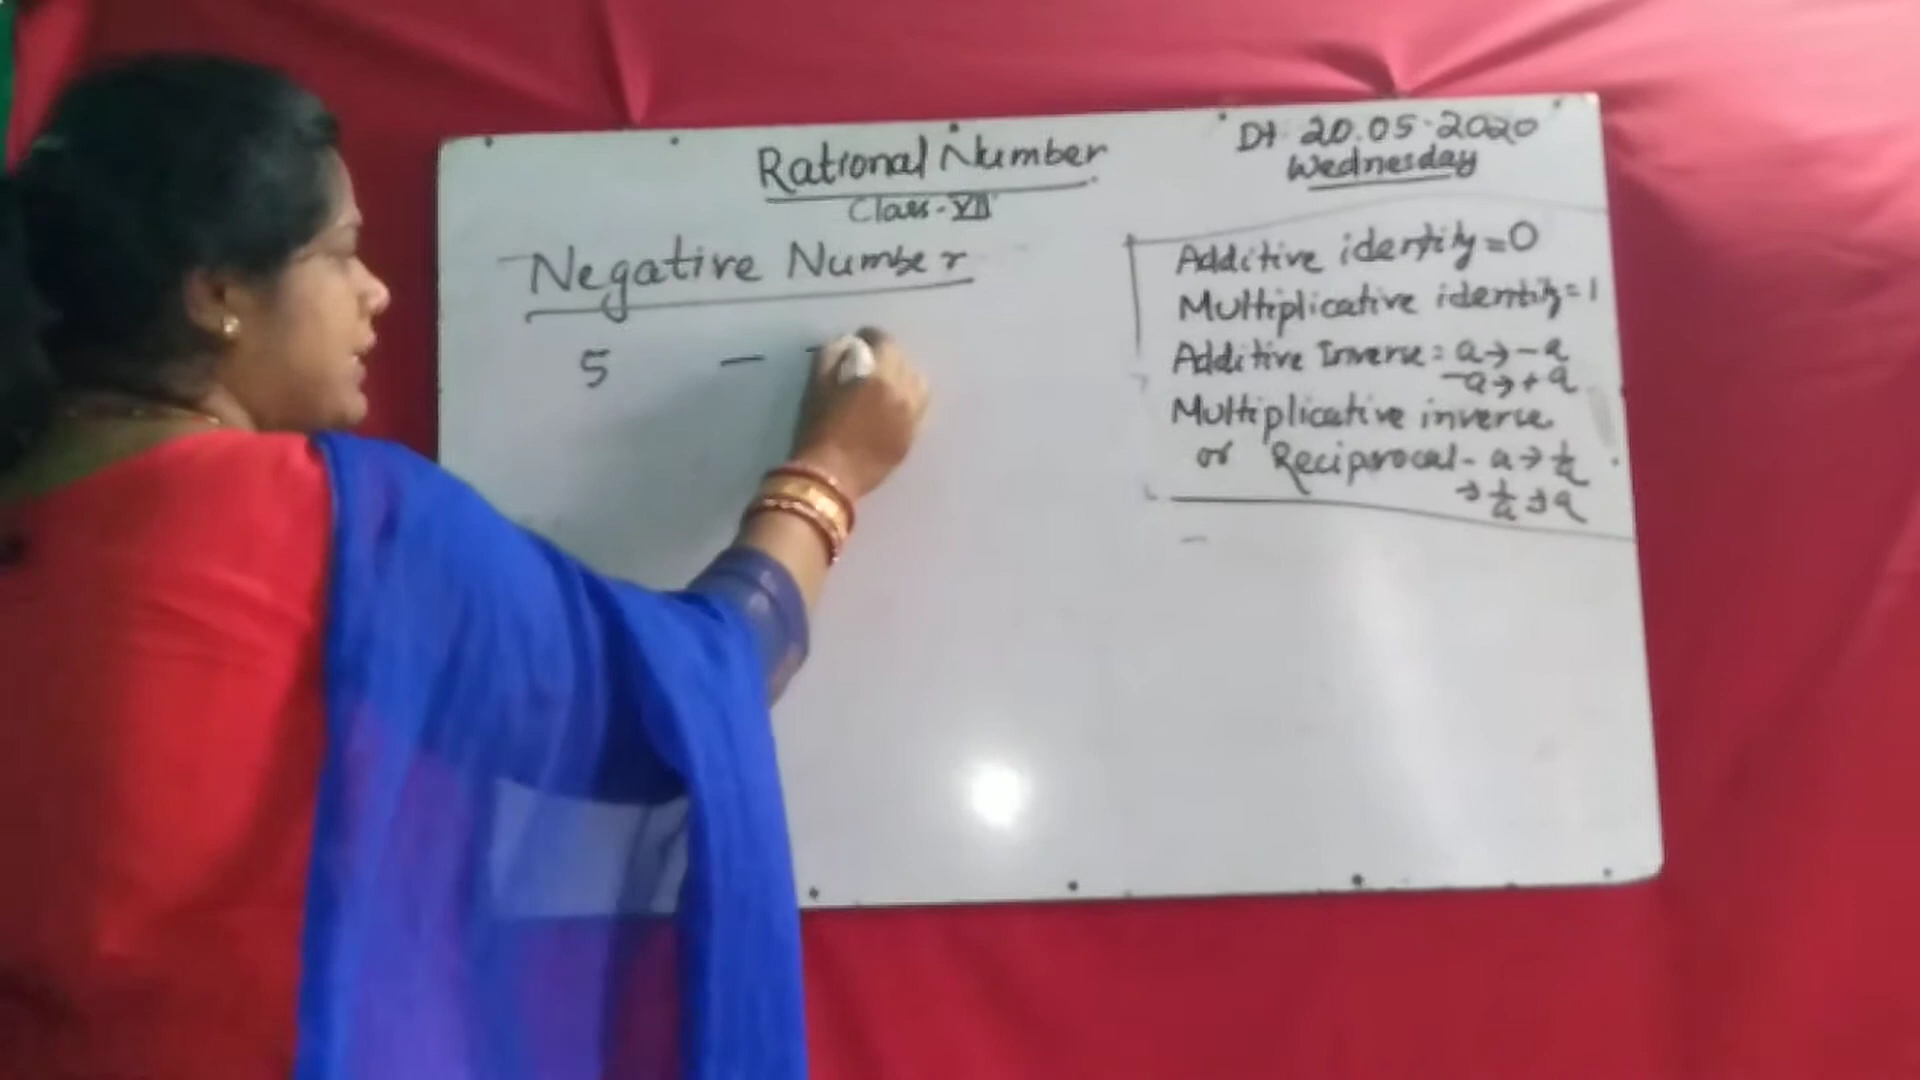 Rational Number
Class-VII
Dt 20.05.2020
Wednesday
Negative Number
5 — -
Additive identity = 0
Multiplicative identity = 1
Additive Inverse = a → -a
-a → + a
Multiplicative inverse
or Reciprocal - a → 1/a
→ 1/a → a